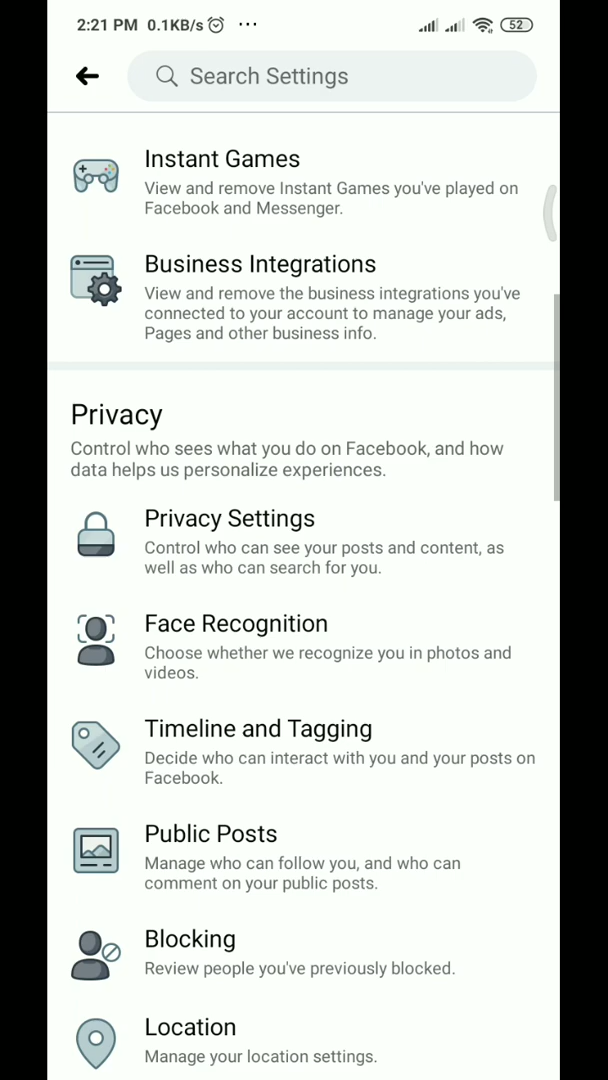 2:21 PM 0.1KB/s ...
52
Search Settings
Instant Games
View and remove Instant Games you've played on
Facebook and Messenger.
Business Integrations
View and remove the business integrations you've
connected to your account to manage your ads,
Pages and other business info.
Privacy
Control who sees what you do on Facebook, and how
data helps us personalize experiences.
Privacy Settings
Control who can see your posts and content, as
well as who can search for you.
Face Recognition
Choose whether we recognize you in photos and
videos.
Timeline and Tagging
Decide who can interact with you and your posts on
Facebook.
Public Posts
Manage who can follow you, and who can
comment on your public posts.
Blocking
Review people you've previously blocked.
Location
Manage your location settings.